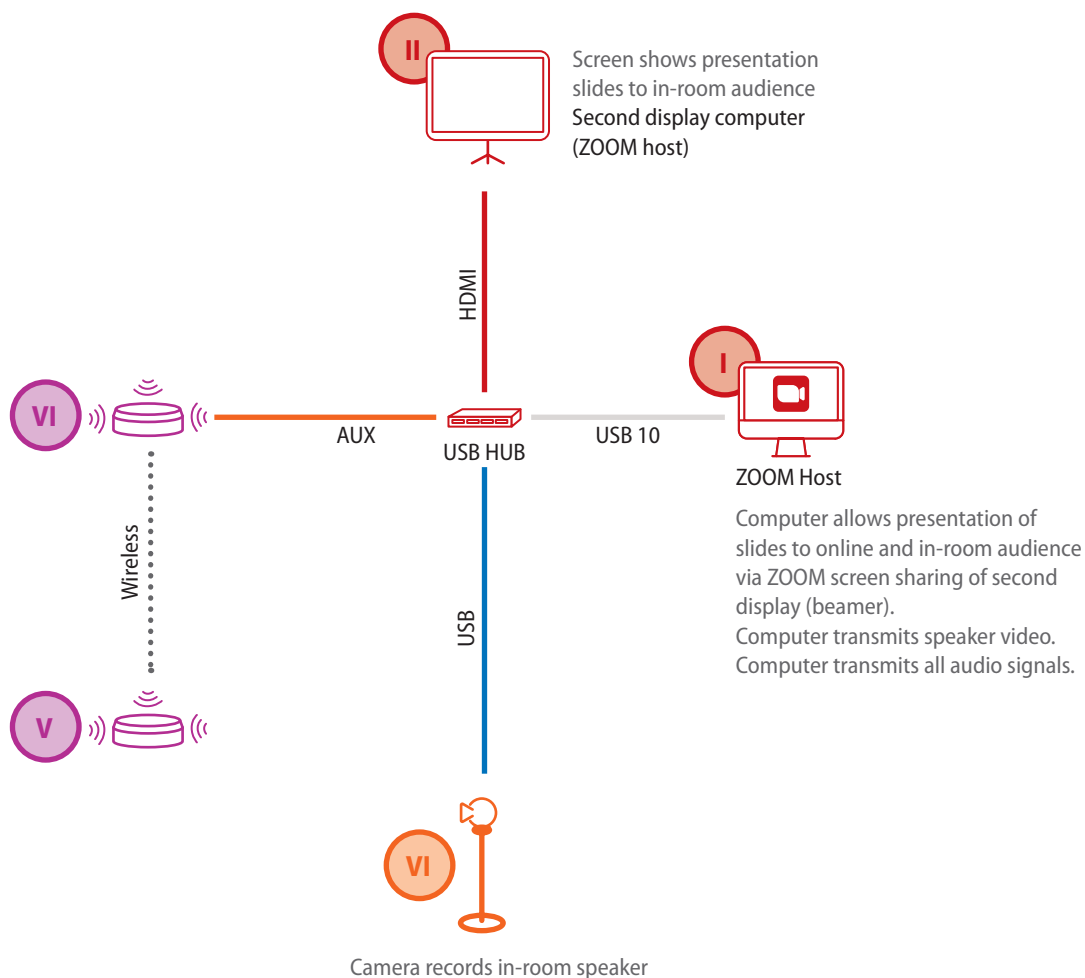 II
Screen shows presentation
slides to in-room audience
Second display computer
(ZOOM host)
HDMI
I
VI
AUX
USB HUB
USB 10
ZOOM Host
Computer allows presentation of
slides to online and in-room audience
via ZOOM screen sharing of second
display (beamer).
Computer transmits speaker video.
Computer transmits all audio signals.
Wireless
USB
V
VI
Camera records in-room speaker